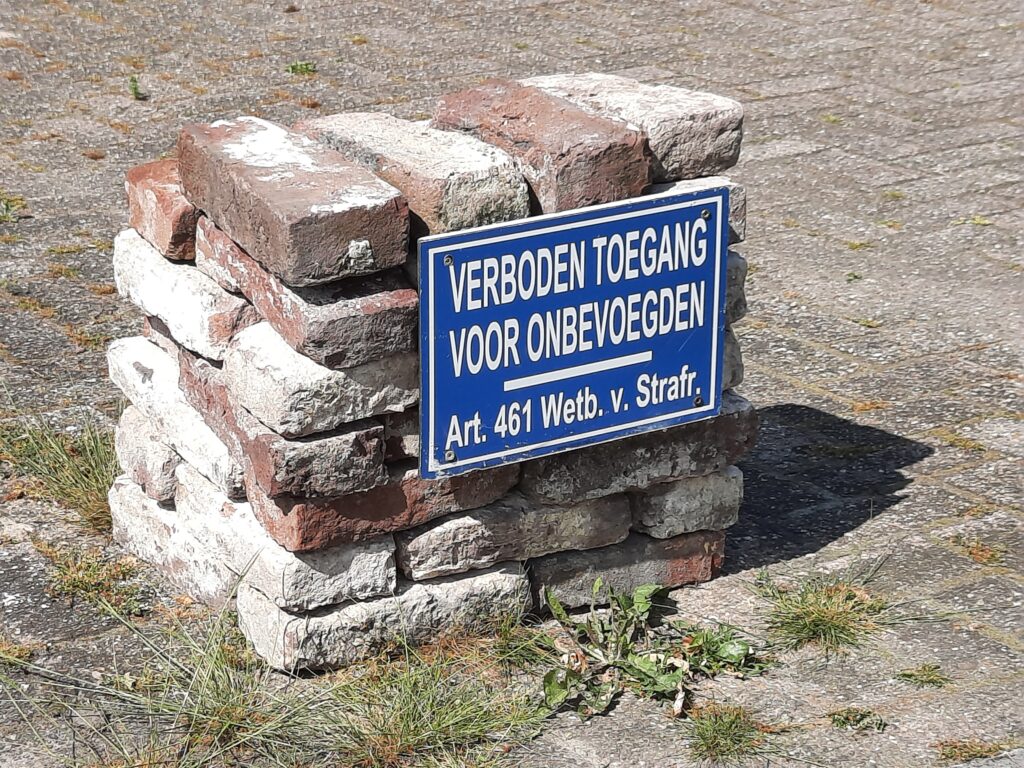 VERBODEN TOEGANG
VOOR ONBEVOEGDEN
Art. 461 Wetb. v. Strafr.